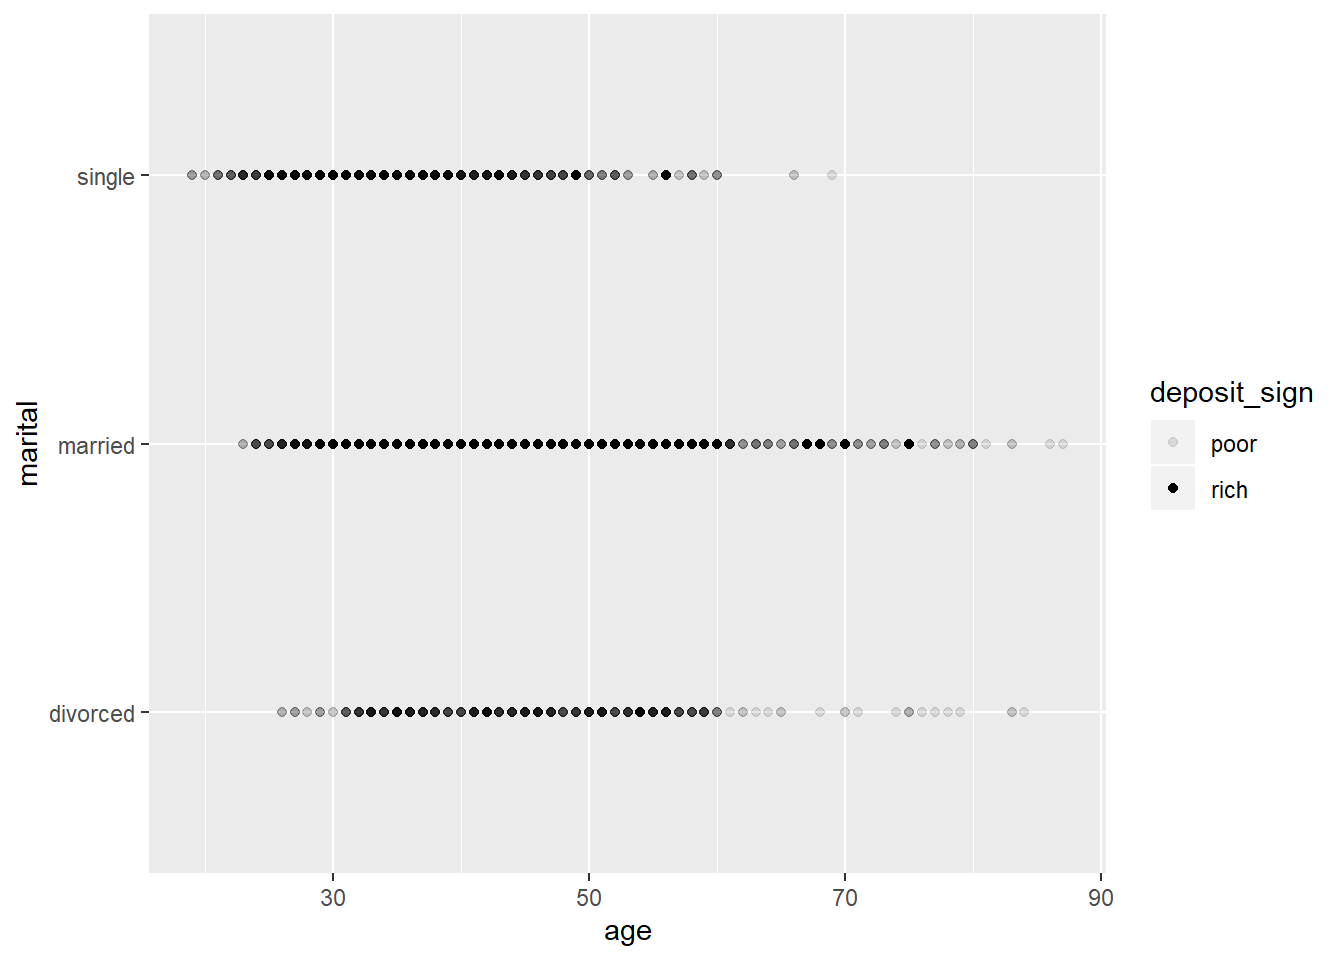 single
married
divorced
marital
30 50 70 90
age
deposit_sign
poor
rich